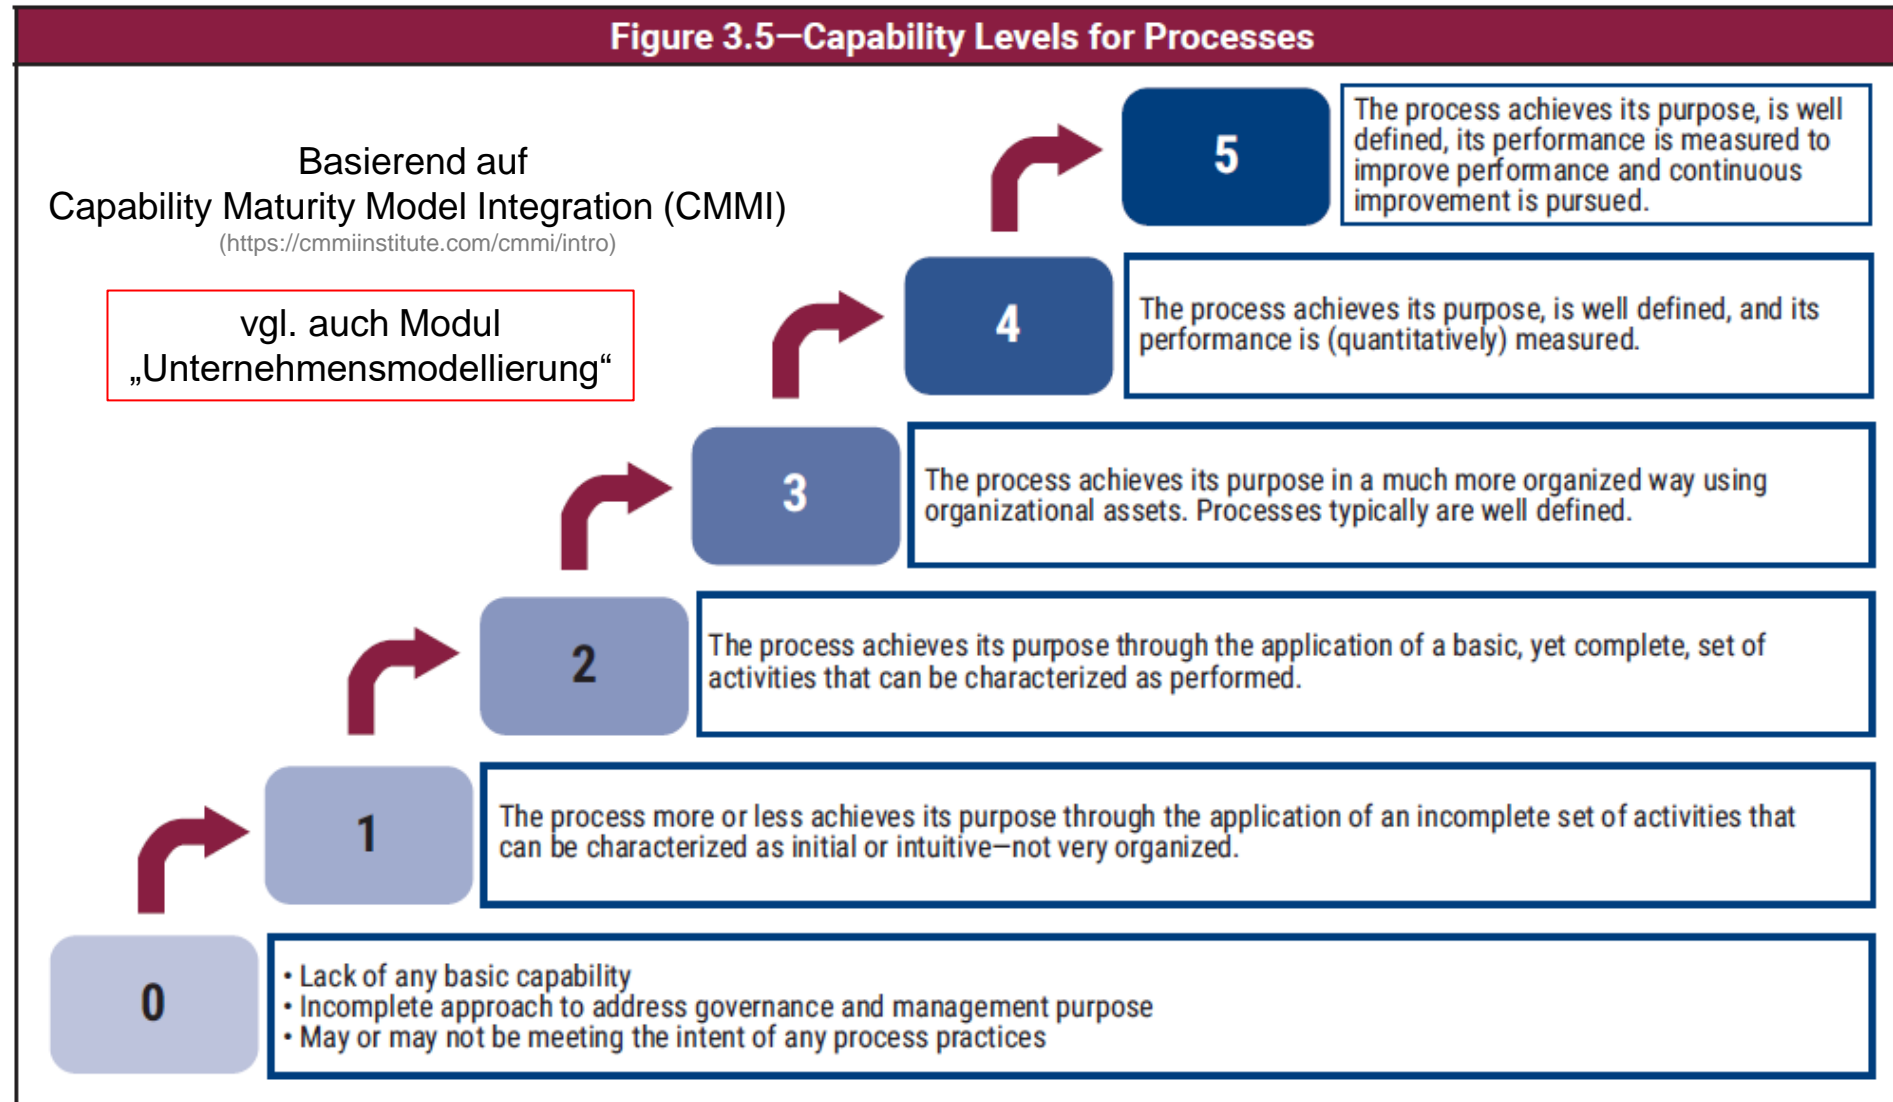 Figure 3.5—Capability Levels for Processes
Basierend auf
Capability Maturity Model Integration (CMMI)
(https://cmmiinstitute.com/cmmi/intro)
vgl. auch Modul
„Unternehmensmodellierung“
5
The process achieves its purpose, is well
defined, its performance is measured to
improve performance and continuous
improvement is pursued.
4
The process achieves its purpose, is well defined, and its
performance is (quantitatively) measured.
3
The process achieves its purpose in a much more organized way using
organizational assets. Processes typically are well defined.
2
The process achieves its purpose through the application of a basic, yet complete, set of
activities that can be characterized as performed.
1
The process more or less achieves its purpose through the application of an incomplete set of activities that
can be characterized as initial or intuitive—not very organized.
0
• Lack of any basic capability
• Incomplete approach to address governance and management purpose
• May or may not be meeting the intent of any process practices